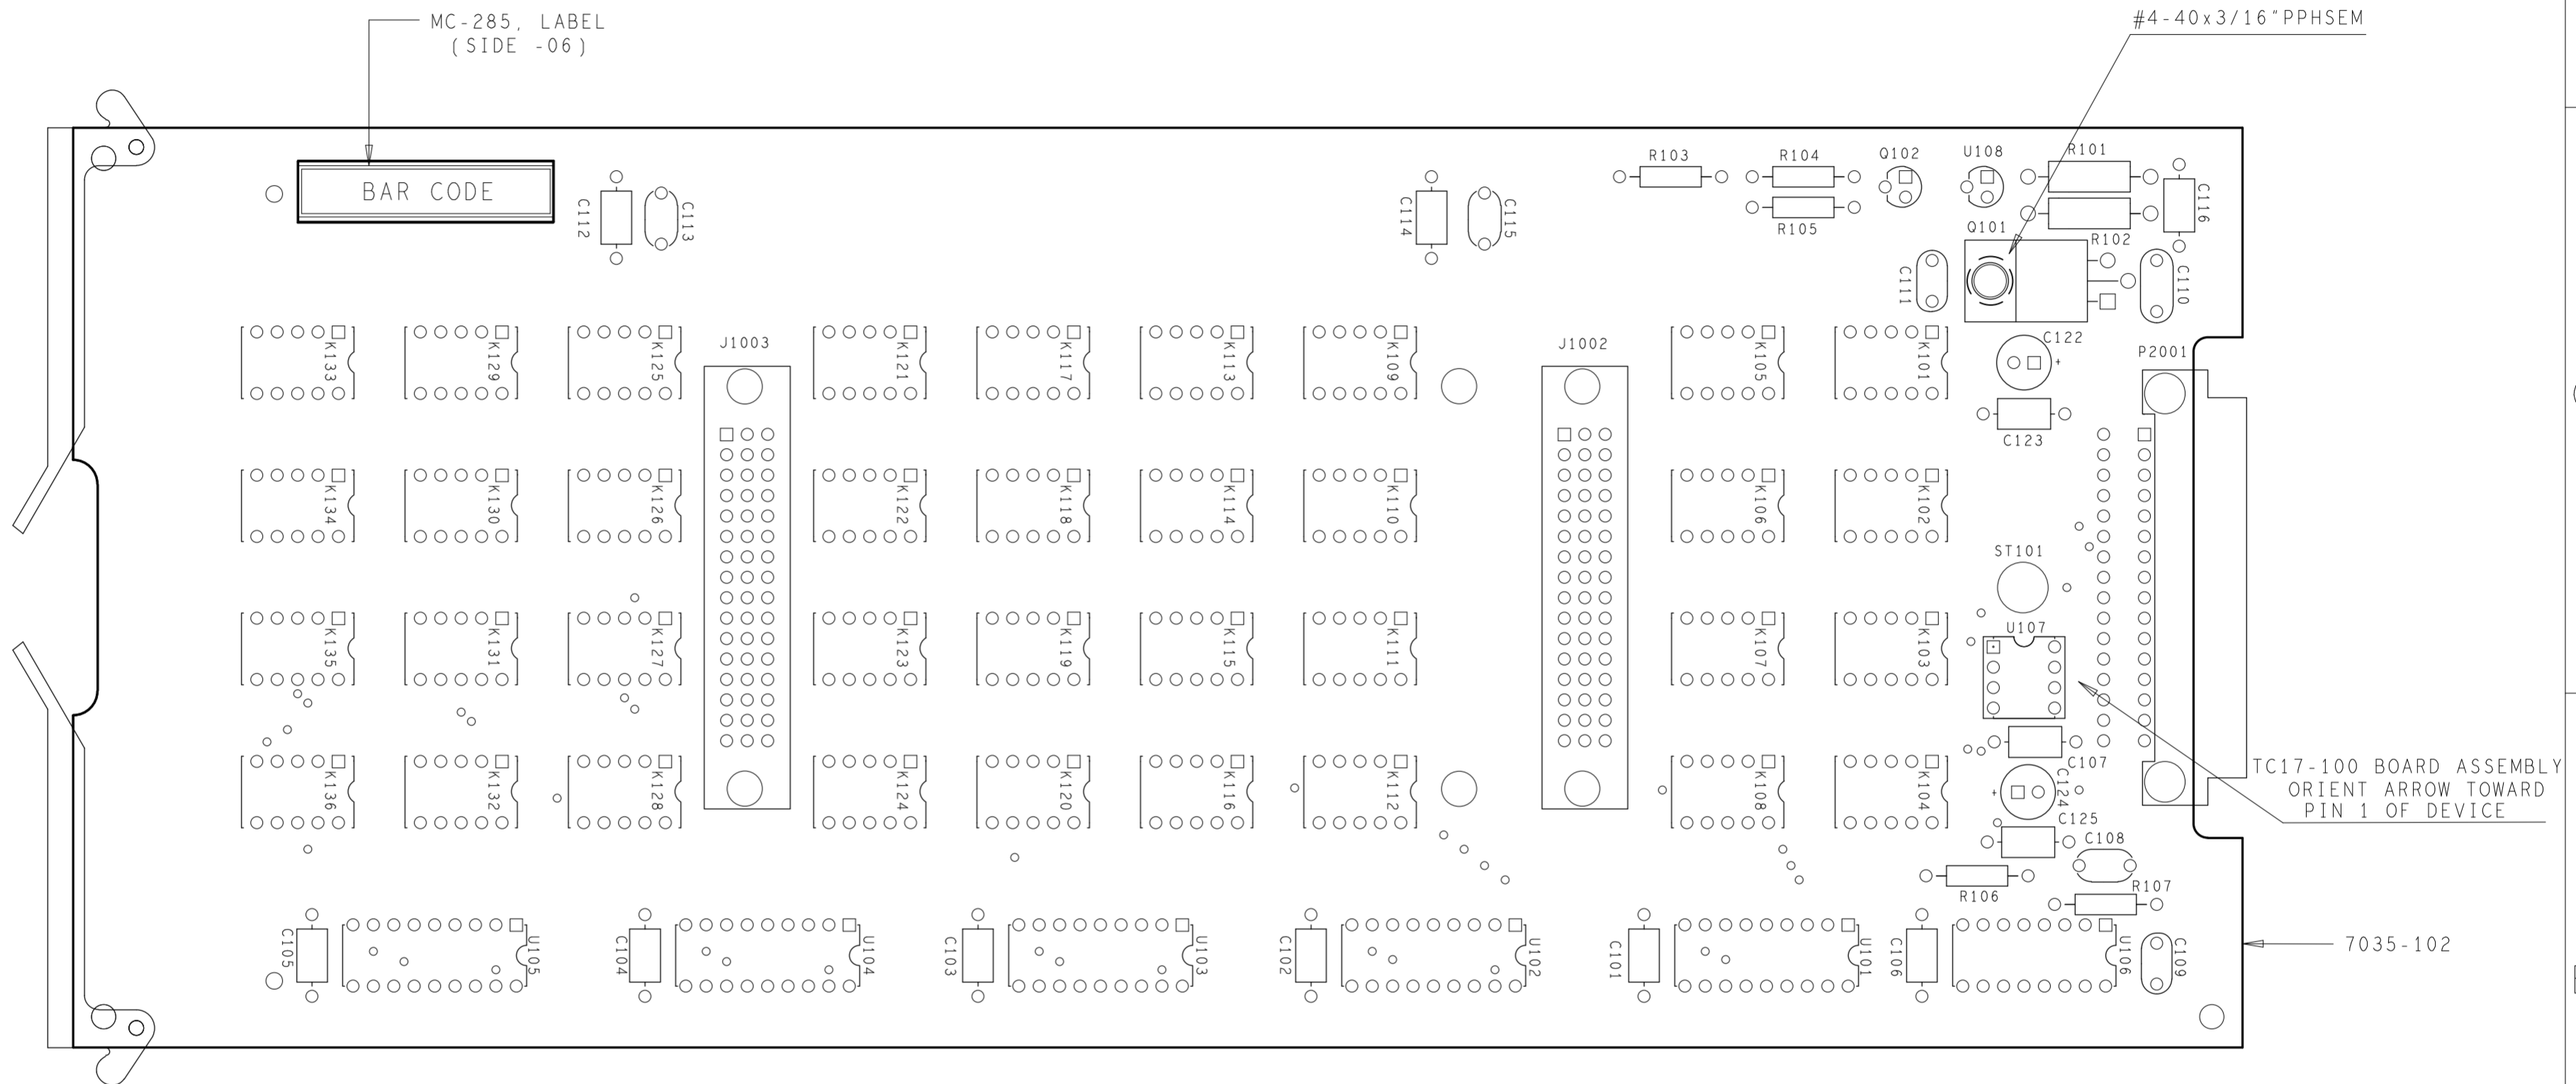 MC-285, LABEL
(SIDE -06)
#4-40x3/16"PPHSEM
BAR CODE
C112
C113
C114
C115
R103
R104
R105
Q102
U108
R101
R102
C116
Q101
C111
C110
K133
K129
K125
J1003
K121
K117
K113
K109
J1002
K105
K101
C122
+
C123
P2001
K134
K130
K126
K122
K118
K114
K110
K106
K102
ST101
K135
K131
K127
K123
K119
K115
K111
K107
K103
U107
C107
K136
K132
K128
K124
K120
K116
K112
K108
K104
+
C124
TC17-100 BOARD ASSEMBLY
ORIENT ARROW TOWARD
PIN 1 OF DEVICE
C125
C108
R106
R107
C105
U105
C104
U104
C103
U103
C102
U102
C101
U101
C106
U106
C109
7035-102